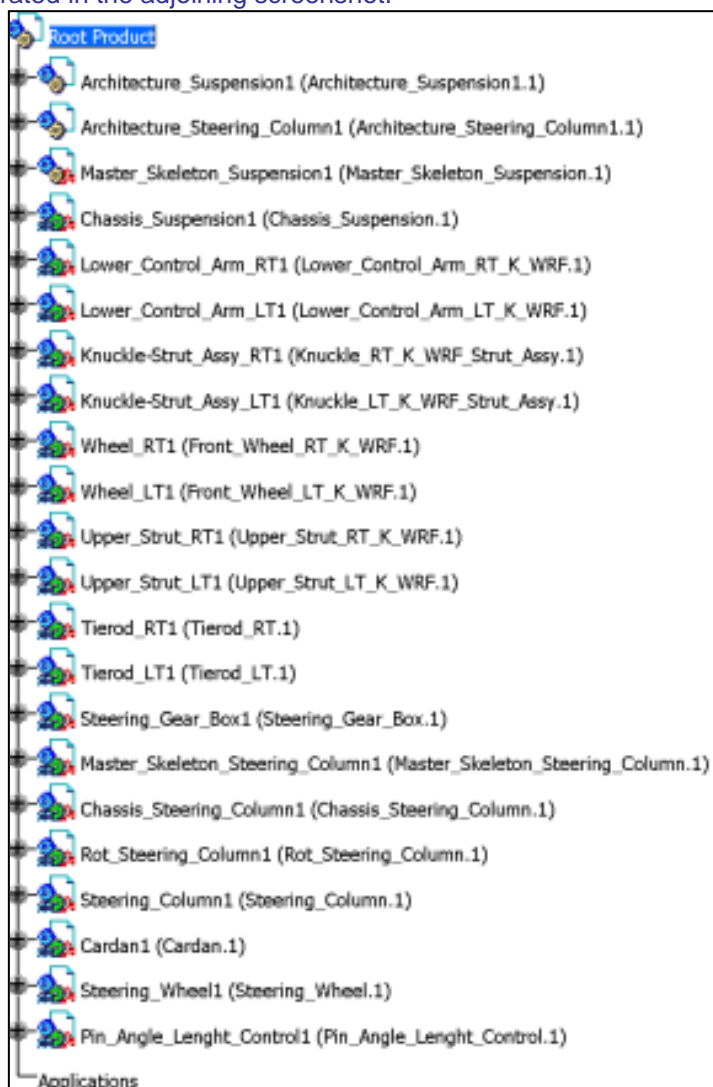 rated in the adjoining screenshot.
Root Product
Architecture_Suspension1 (Architecture_Suspension1.1)
Architecture_Steering_Column1 (Architecture_Steering_Column1.1)
Master_Skeleton_Suspension1 (Master_Skeleton_Suspension.1)
Chassis_Suspension1 (Chassis_Suspension.1)
Lower_Control_Arm_RT1 (Lower_Control_Arm_RT_K_WRF.1)
Lower_Control_Arm_LT1 (Lower_Control_Arm_LT_K_WRF.1)
Knuckle-Strut_Assy_RT1 (Knuckle_RT_K_WRF_Strut_Assy.1)
Knuckle-Strut_Assy_LT1 (Knuckle_LT_K_WRF_Strut_Assy.1)
Wheel_RT1 (Front_Wheel_RT_K_WRF.1)
Wheel_LT1 (Front_Wheel_LT_K_WRF.1)
Upper_Strut_RT1 (Upper_Strut_RT_K_WRF.1)
Upper_Strut_LT1 (Upper_Strut_LT_K_WRF.1)
Tierod_RT1 (Tierod_RT.1)
Tierod_LT1 (Tierod_LT.1)
Steering_Gear_Box1 (Steering_Gear_Box.1)
Master_Skeleton_Steering_Column1 (Master_Skeleton_Steering_Column.1)
Chassis_Steering_Column1 (Chassis_Steering_Column.1)
Rot_Steering_Column1 (Rot_Steering_Column.1)
Steering_Column1 (Steering_Column.1)
Cardan1 (Cardan.1)
Steering_Wheel1 (Steering_Wheel.1)
Pin_Angle_Lenght_Control1 (Pin_Angle_Lenght_Control.1)
Applications